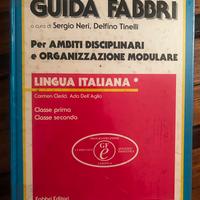 GUIDA FABBRI
a cura di Sergio Neri, Delfino Tinelli
Per AMBITI DISCIPLINARI
e ORGANIZZAZIONE MODULARE
LINGUA ITALIANA *
Carmen Clerici, Ada Dell'Aglio
Classe prima
Classe seconda
GF
Fabbri Editori